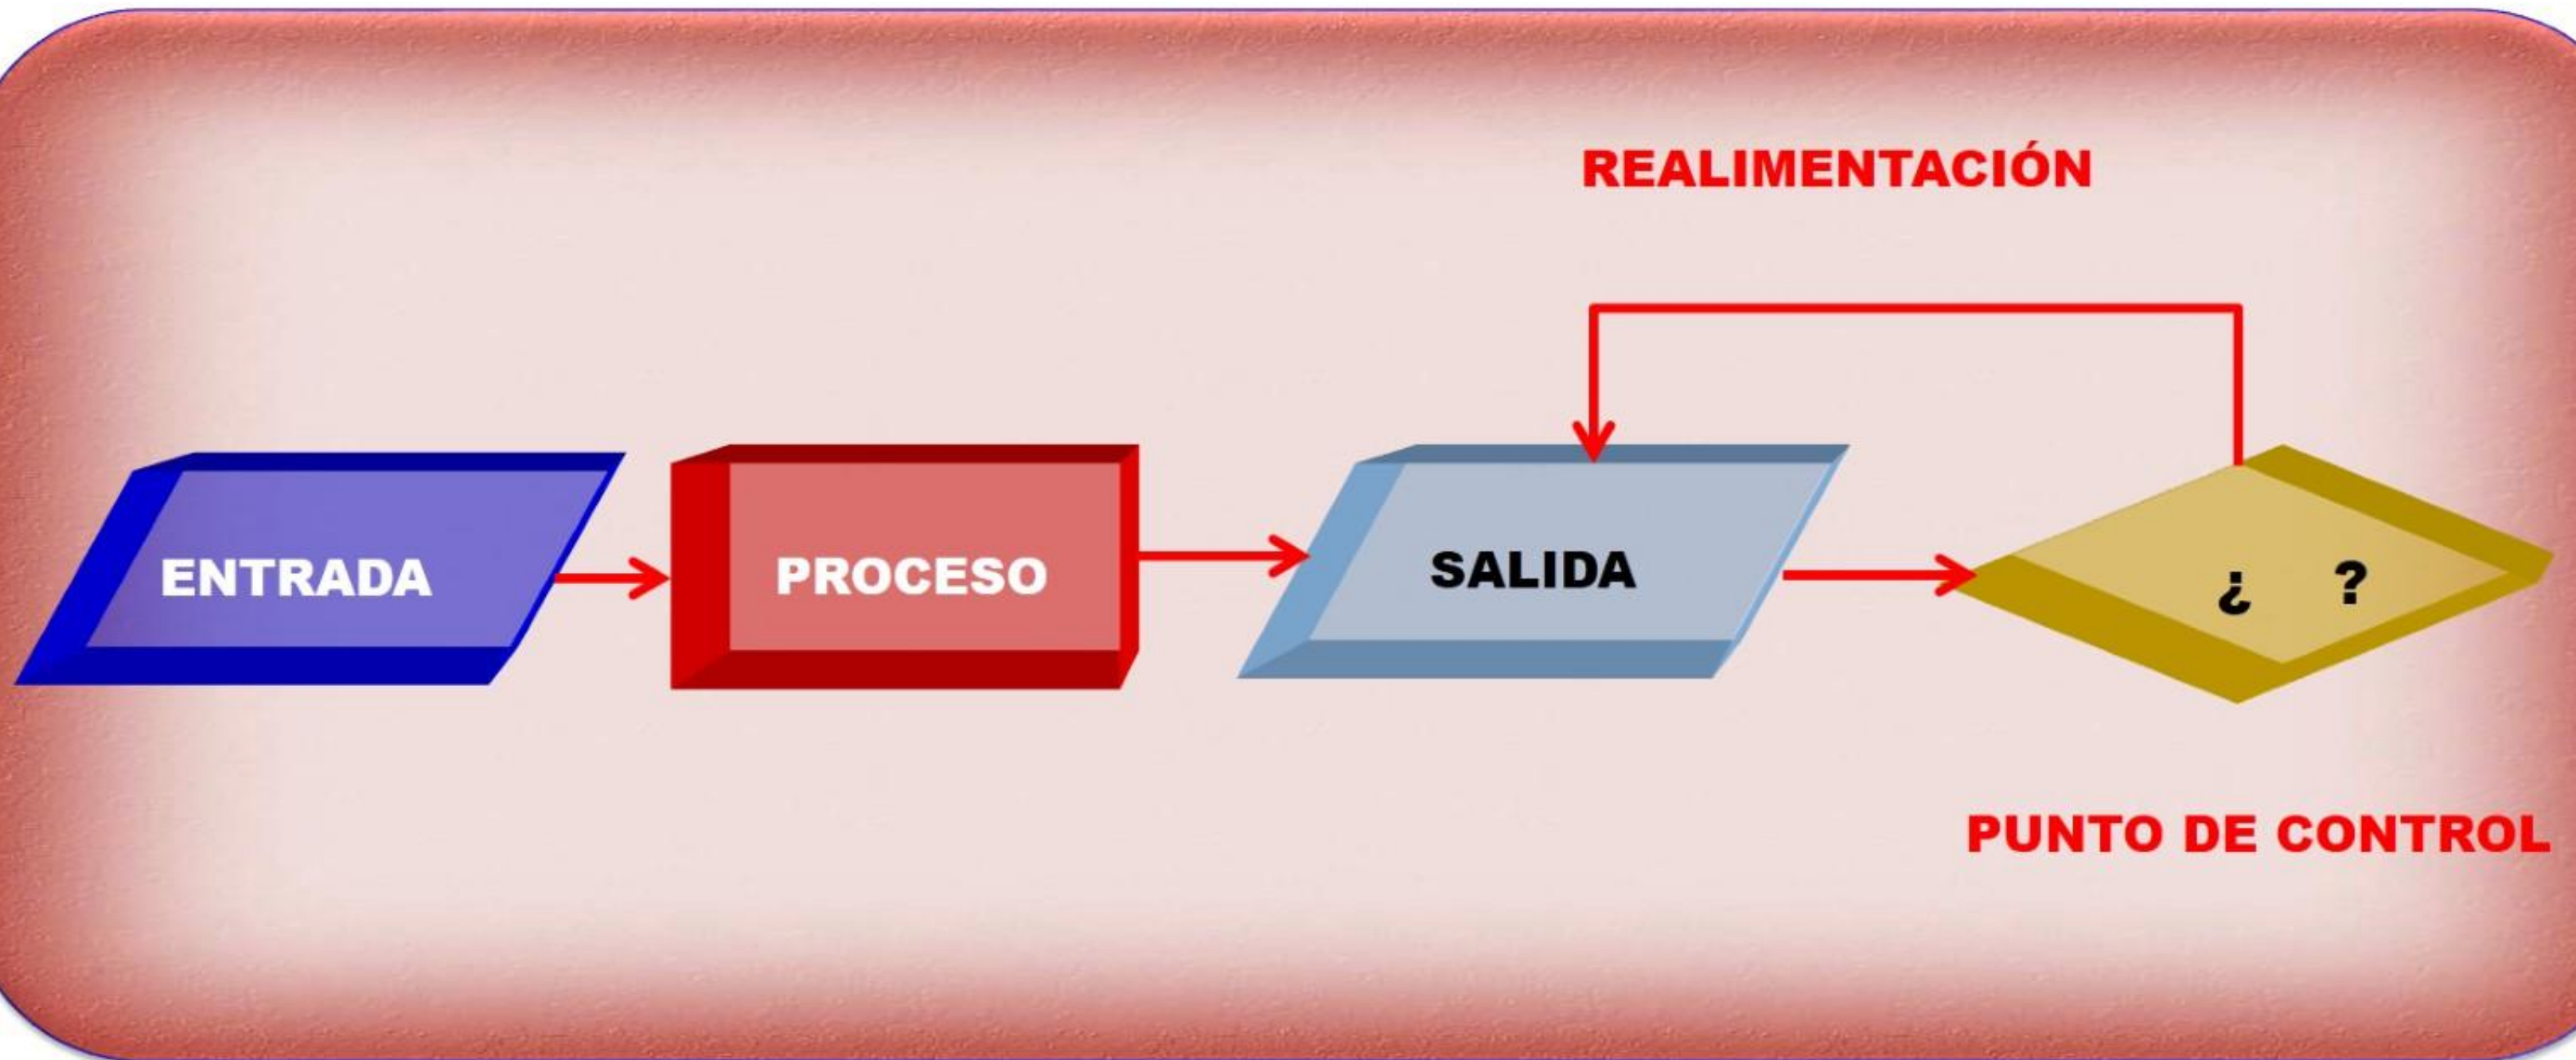 REALIMENTACIÓN
ENTRADA
PROCESO
SALIDA
¿ ?
PUNTO DE CONTROL